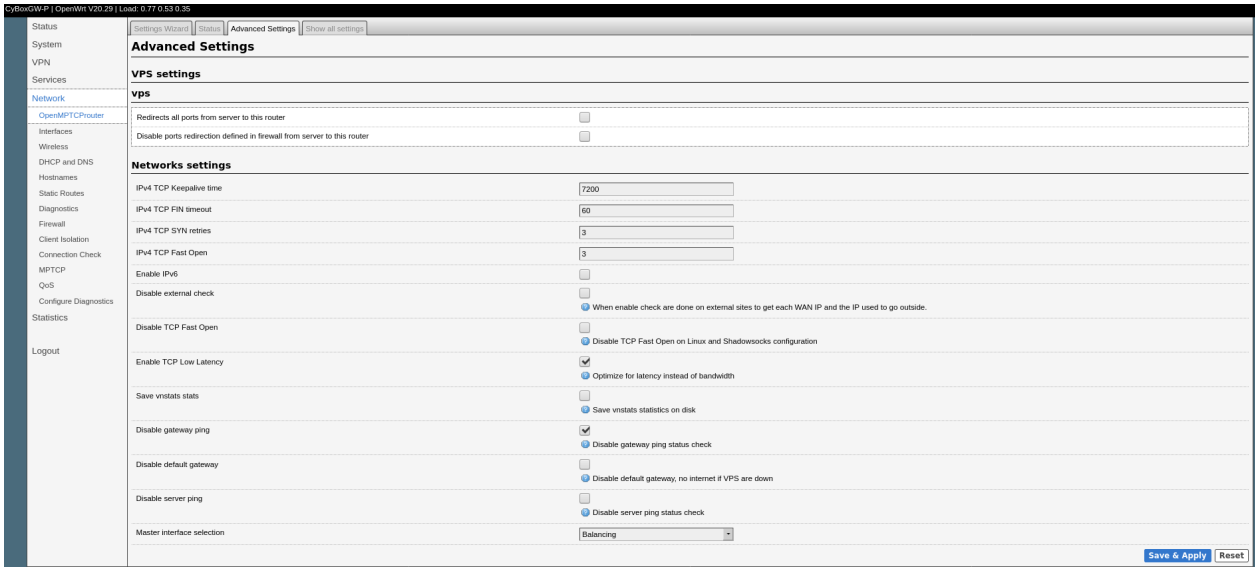 CyBoxGW-P | OpenWrt V20.29 | Load: 0.77 0.53 0.35
Status
System
VPN
Services
Network
OpenMPTCProuter
Interfaces
Wireless
DHCP and DNS
Hostnames
Static Routes
Diagnostics
Firewall
Client Isolation
Connection Check
MPTCP
QoS
Configure Diagnostics
Statistics
Logout
Settings Wizard Status Advanced Settings Show all settings
Advanced Settings
VPS settings
vps
Redirects all ports from server to this router
Disable ports redirection defined in firewall from server to this router
Networks settings
IPv4 TCP Keepalive time 7200
IPv4 TCP FIN timeout 60
IPv4 TCP SYN retries 3
IPv4 TCP Fast Open 3
Enable IPv6
Disable external check
When enable check are done on external sites to get each WAN IP and the IP used to go outside.
Disable TCP Fast Open
Disable TCP Fast Open on Linux and Shadowsocks configuration
Enable TCP Low Latency
Optimize for latency instead of bandwidth
Save vnstats stats
Save vnstats statistics on disk
Disable gateway ping
Disable gateway ping status check
Disable default gateway
Disable default gateway, no internet if VPS are down
Disable server ping
Disable server ping status check
Master interface selection Balancing
Save & Apply Reset